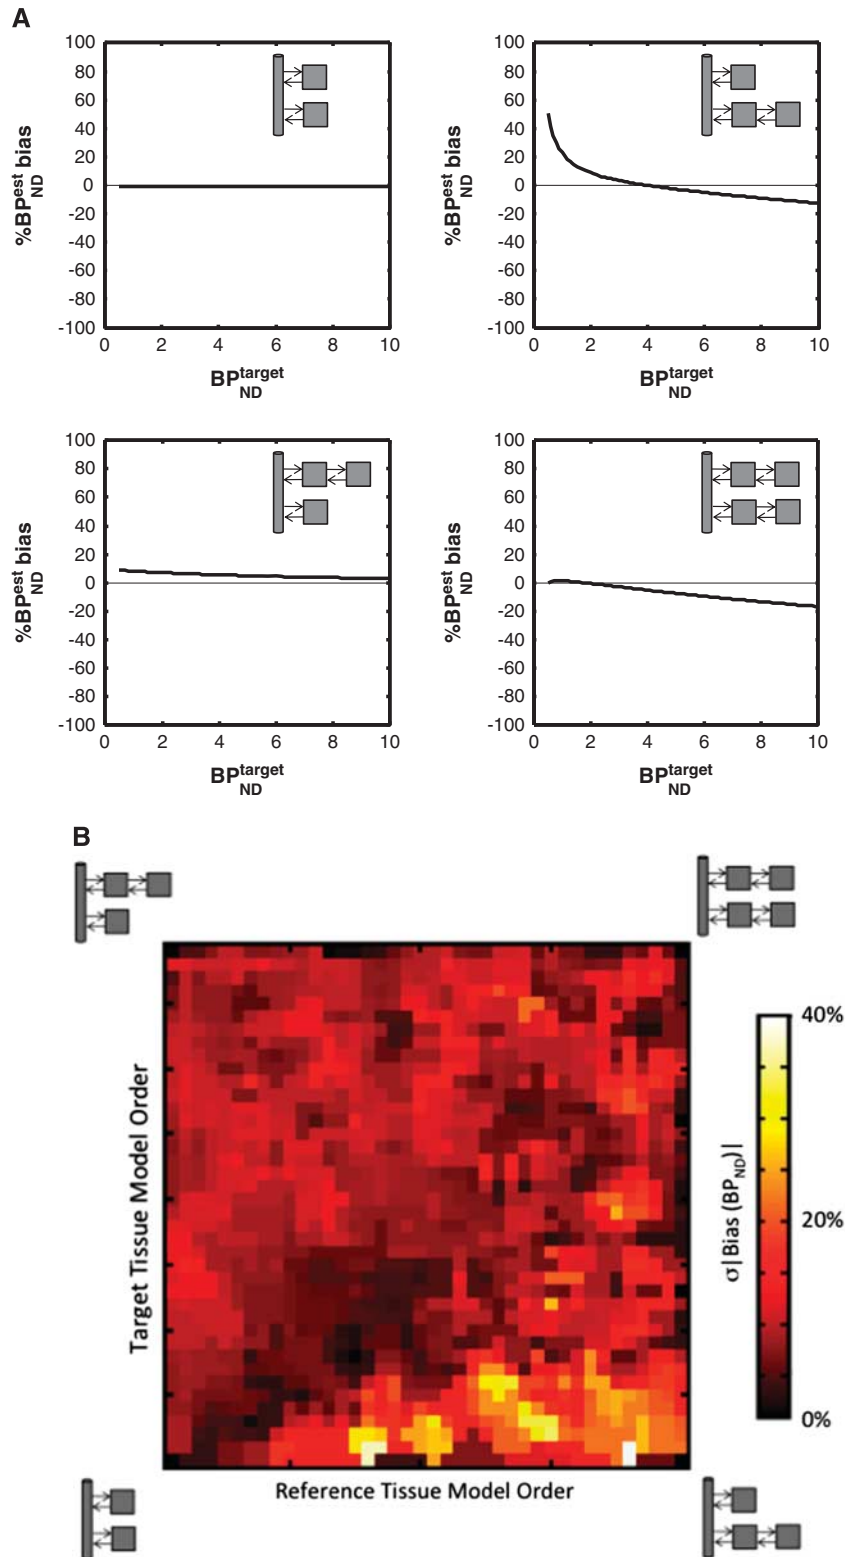 A
100
80
60
40
20
0
-20
-40
-60
-80
-100
0 2 4 6 8 10
%BP^est_ND bias
BP^target_ND
100
80
60
40
20
0
-20
-40
-60
-80
-100
0 2 4 6 8 10
%BP^est_ND bias
BP^target_ND
100
80
60
40
20
0
-20
-40
-60
-80
-100
0 2 4 6 8 10
%BP^est_ND bias
BP^target_ND
100
80
60
40
20
0
-20
-40
-60
-80
-100
0 2 4 6 8 10
%BP^est_ND bias
BP^target_ND
B
Target Tissue Model Order
Reference Tissue Model Order
40%
20%
0%
σ|Bias (BP_ND)|